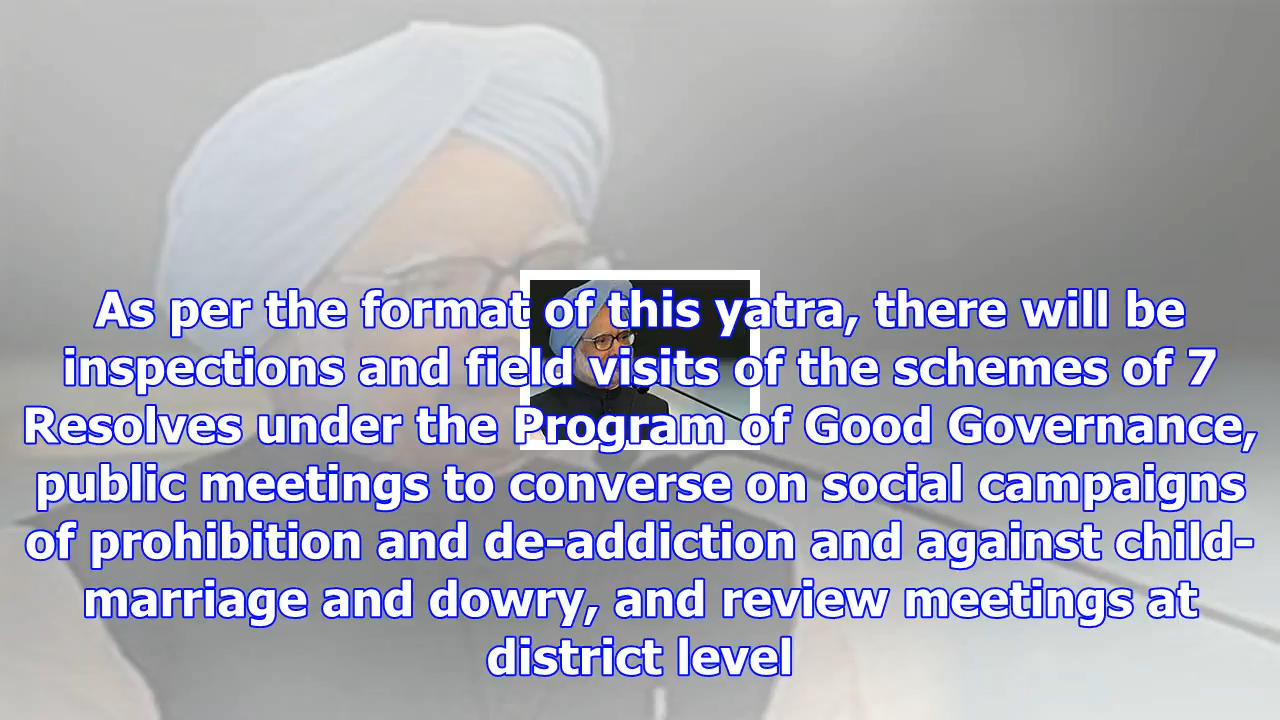 As per the format of this yatra, there will be
inspections and field visits of the schemes of 7
Resolves under the Program of Good Governance,
public meetings to converse on social campaigns
of prohibition and de-addiction and against child-
marriage and dowry, and review meetings at
district level